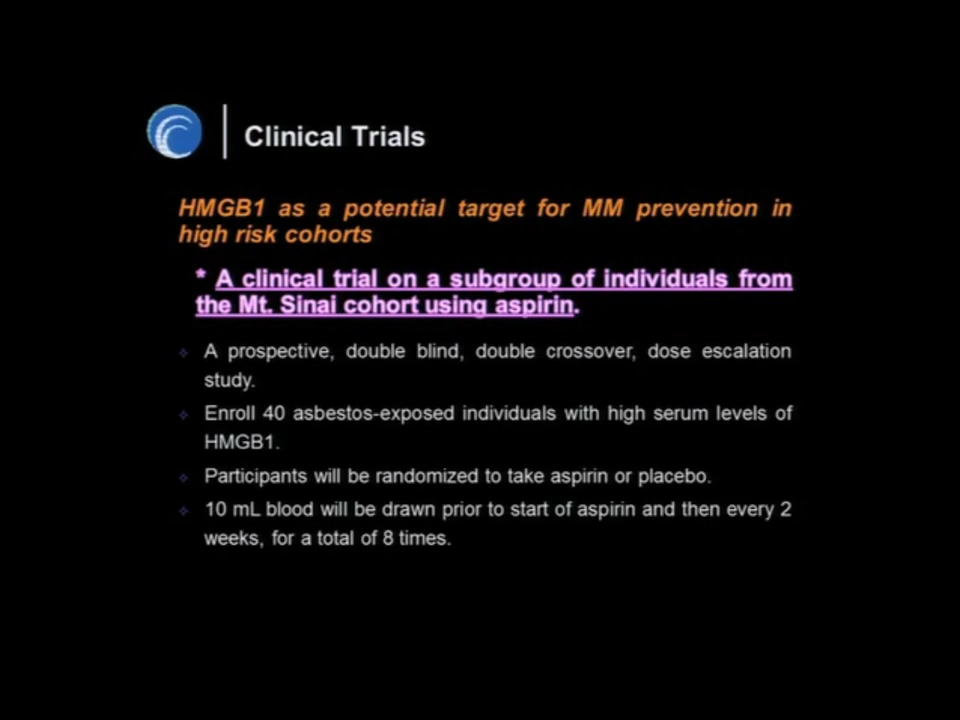 Clinical Trials
HMGB1 as a potential target for MM prevention in
high risk cohorts
* A clinical trial on a subgroup of individuals from
the Mt. Sinai cohort using aspirin.
A prospective, double blind, double crossover, dose escalation
study.
Enroll 40 asbestos-exposed individuals with high serum levels of
HMGB1.
Participants will be randomized to take aspirin or placebo.
10 mL blood will be drawn prior to start of aspirin and then every 2
weeks, for a total of 8 times.